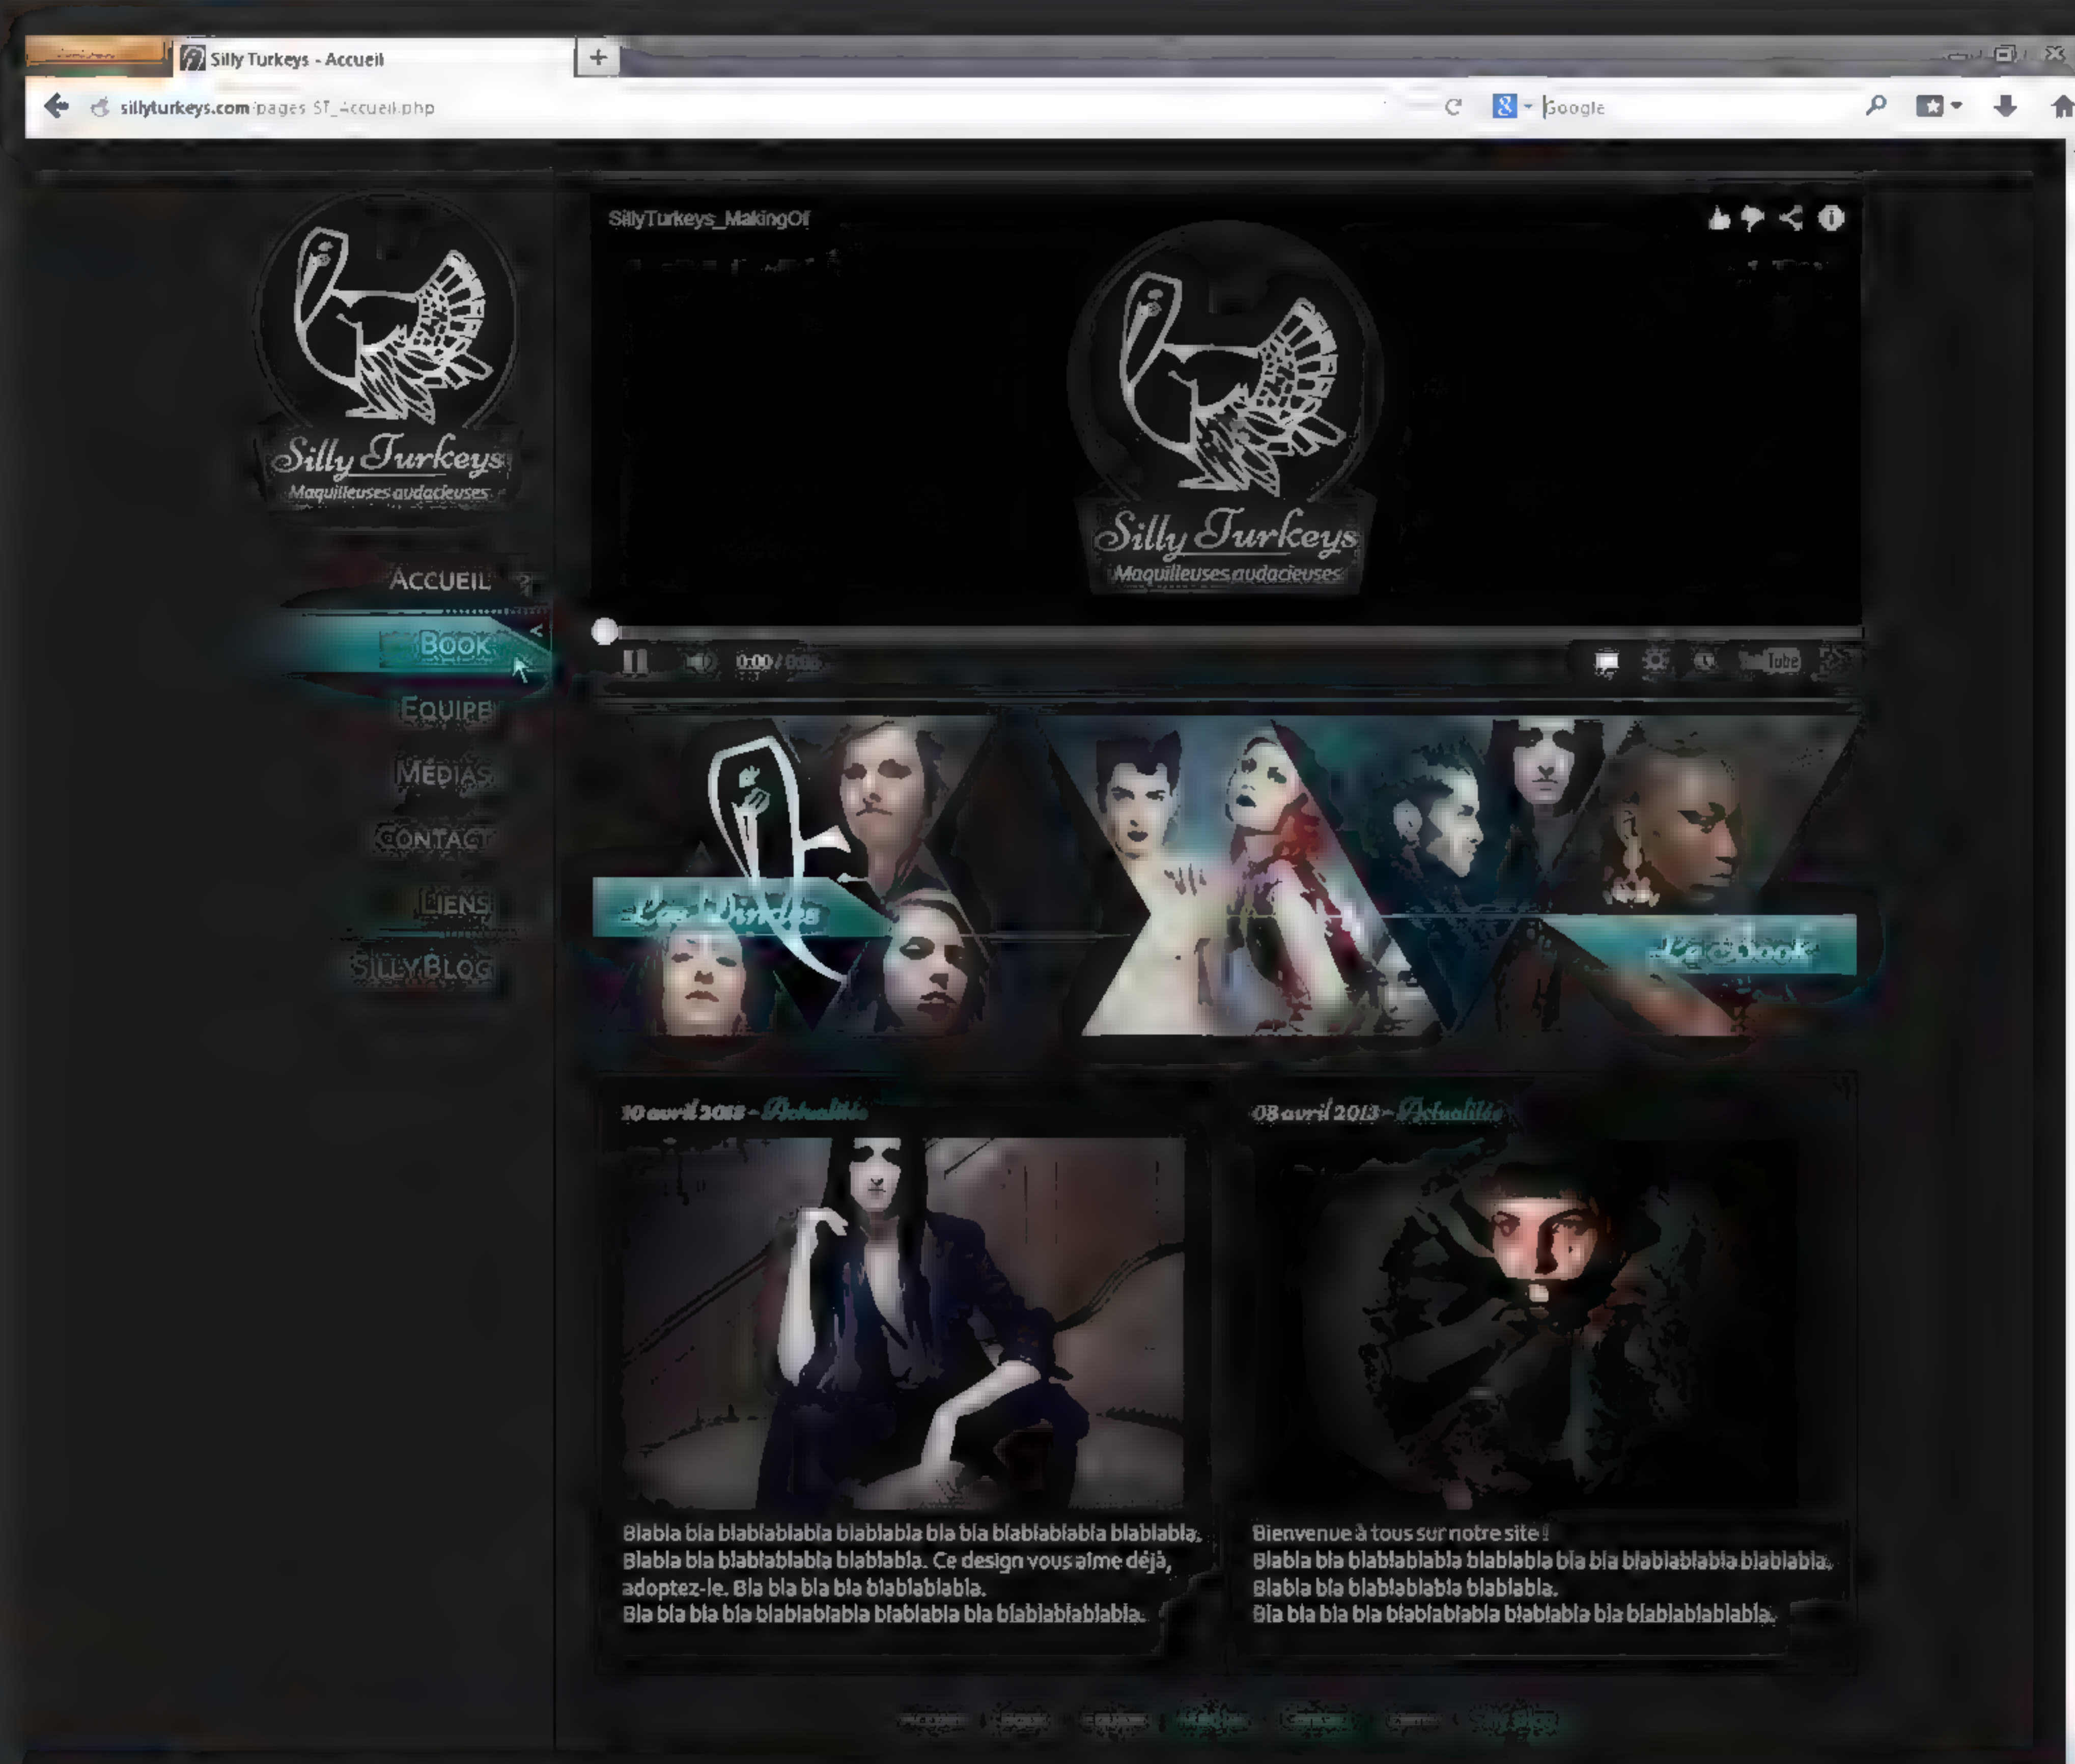 Silly Turkeys - Accueil
sillyturkeys.com/pages/ST_Accueil.php
Google
SillyTurkeys_MakingOf
Silly Turkeys
Maquilleuses audacieuses
Silly Turkeys
Maquilleuses audacieuses
ACCUEIL
BOOK
EQUIPE
MÉDIAS
CONTACT
LIENS
SILLYBLOG
0:00
YouTube
Les Dindes
Le Book
10 avril 2013 - Actualités
Blabla bla blablablabla blablabla bla bla blablablabla blablabla.
Blabla bla blablablabla blablabla. Ce design vous aime déjà,
adoptez-le. Bla bla bla bla blablablabla.
Bla bla bla bla blablablabla blablabla bla blablablablabla.
08 avril 2013 - Actualités
Bienvenue à tous sur notre site !
Blabla bla blablablabla blablabla bla bla blablablabla blablabla.
Blabla bla blablablabla blablabla.
Bla bla bla bla blablablabla blablabla bla blablablablabla.